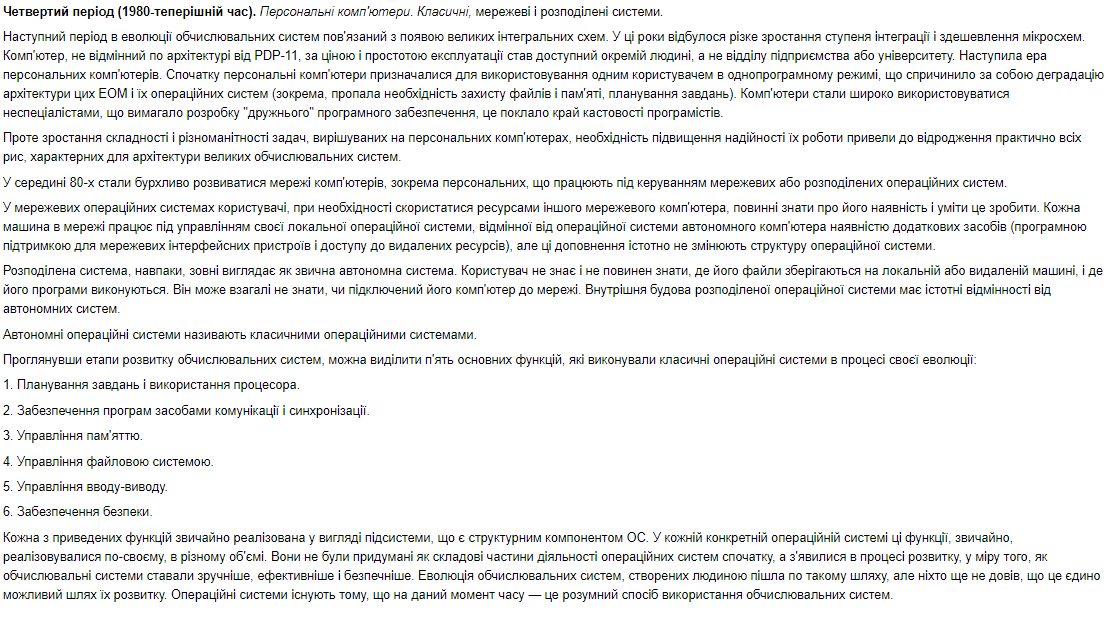 Четвертий період (1980-теперішній час). Персональні комп'ютери. Класичні, мережеві і розподілені системи.
Наступний період в еволюції обчислювальних систем пов'язаний з появою великих інтегральних схем. У ці роки відбулося різке зростання ступеня інтеграції і здешевлення мікросхем.
Комп'ютер, не відмінний по архітектурі від PDP-11, за ціною і простотою експлуатації став доступний окремій людині, а не відділу підприємства або університету. Наступила ера
персональних комп'ютерів. Спочатку персональні комп'ютери призначалися для використовування одним користувачем в однопрограмному режимі, що спричинило за собою деградацію
архітектури цих ЕОМ і їх операційних систем (зокрема, пропала необхідність захисту файлів і пам'яті, планування завдань). Комп'ютери стали широко використовуватися
неспеціалістами, що вимагало розробку "дружнього" програмного забезпечення, це поклало край кастовості програмістів.
Проте зростання складності і різноманітності задач, вирішуваних на персональних комп'ютерах, необхідність підвищення надійності їх роботи привели до відродження практично всіх
рис, характерних для архітектури великих обчислювальних систем.
У середині 80-х стали бурхливо розвиватися мережі комп'ютерів, зокрема персональних, що працюють під керуванням мережевих або розподілених операційних систем.
У мережевих операційних системах користувачі, при необхідності скористатися ресурсами іншого мережевого комп'ютера, повинні знати про його наявність і уміти це зробити. Кожна
машина в мережі працює під управлінням своєї локальної операційної системи, відмінної від операційної системи автономного комп'ютера наявністю додаткових засобів (програмною
підтримкою для мережевих інтерфейсних пристроїв і доступу до видалених ресурсів), але ці доповнення істотно не змінюють структуру операційної системи.
Розподілена система, навпаки, зовні виглядає як звична автономна система. Користувач не знає і не повинен знати, де його файли зберігаються на локальній або видаленій машині, і де
його програми виконуються. Він може взагалі не знати, чи підключений його комп'ютер до мережі. Внутрішня будова розподіленої операційної системи має істотні відмінності від
автономних систем.
Автономні операційні системи називають класичними операційними системами.
Проглянувши етапи розвитку обчислювальних систем, можна виділити п'ять основних функцій, які виконували класичні операційні системи в процесі своєї еволюції:
1. Планування завдань і використання процесора.
2. Забезпечення програм засобами комунікації і синхронізації.
3. Управління пам'яттю.
4. Управління файловою системою.
5. Управління вводу-виводу.
6. Забезпечення безпеки.
Кожна з приведених функцій звичайно реалізована у вигляді підсистеми, що є структурним компонентом ОС. У кожній конкретній операційній системі ці функції, звичайно,
реалізовувалися по-своєму, в різному об'ємі. Вони не були придумані як складові частини діяльності операційних систем спочатку, а з'явилися в процесі розвитку, у міру того, як
обчислювальні системи ставали зручніше, ефективніше і безпечніше. Еволюція обчислювальних систем, створених людиною пішла по такому шляху, але ніхто ще не довів, що це єдино
можливий шлях їх розвитку. Операційні системи існують тому, що на даний момент часу — це розумний спосіб використання обчислювальних систем.